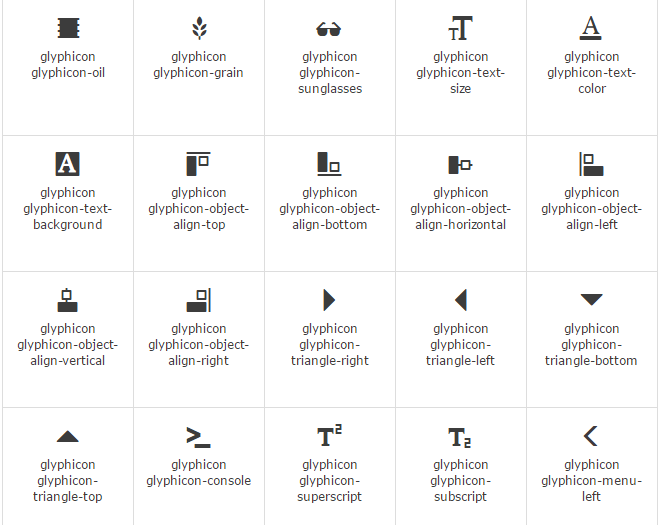 glyphicon
glyphicon-oil
glyphicon
glyphicon-grain
glyphicon
glyphicon-
sunglasses
glyphicon
glyphicon-text-
size
glyphicon
glyphicon-text-
color
glyphicon
glyphicon-text-
background
glyphicon
glyphicon-object-
align-top
glyphicon
glyphicon-object-
align-bottom
glyphicon
glyphicon-object-
align-horizontal
glyphicon
glyphicon-object-
align-left
glyphicon
glyphicon-object-
align-vertical
glyphicon
glyphicon-object-
align-right
glyphicon
glyphicon-
triangle-right
glyphicon
glyphicon-
triangle-left
glyphicon
glyphicon-
triangle-bottom
glyphicon
glyphicon-
triangle-top
glyphicon
glyphicon-console
glyphicon
glyphicon-
superscript
glyphicon
glyphicon-
subscript
glyphicon
glyphicon-menu-
left